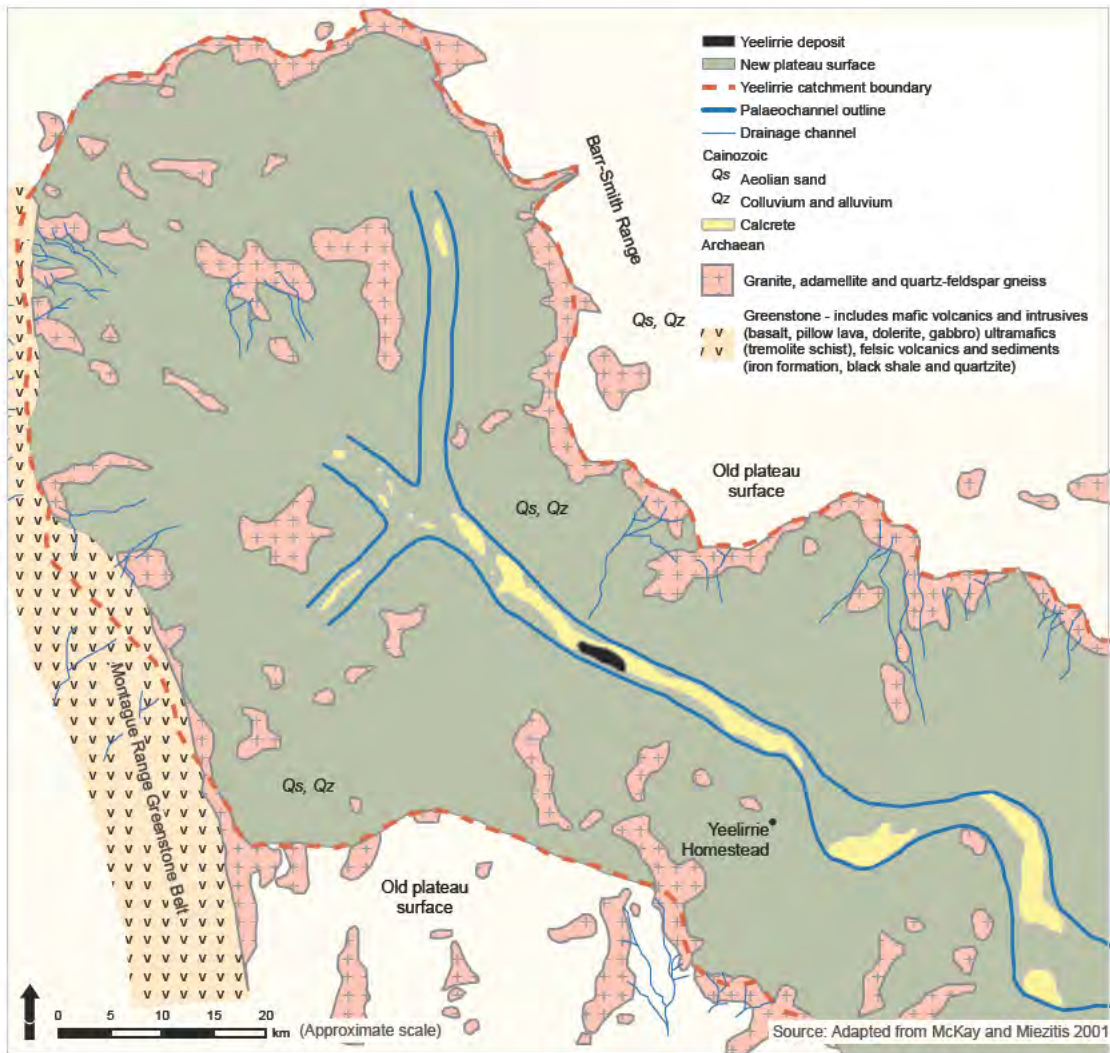 Yeelirrie deposit
New plateau surface
Yeelirrie catchment boundary
Palaeochannel outline
Drainage channel
Cainozoic
Qs Aeolian sand
Qz Colluvium and alluvium
Calcrete
Archaean
Granite, adamellite and quartz-feldspar gneiss
Greenstone - includes mafic volcanics and intrusives
(basalt, pillow lava, dolerite, gabbro) ultramafics
(tremolite schist), felsic volcanics and sediments
(iron formation, black shale and quartzite)
Barr-Smith Range
Qs, Qz
Old plateau
surface
Qs, Qz
Montague Range Greenstone Belt
Qs, Qz
Yeelirrie
Homestead
Old plateau
surface
0 5 10 15 20
km (Approximate scale)
Source: Adapted from McKay and Miezitis 2001